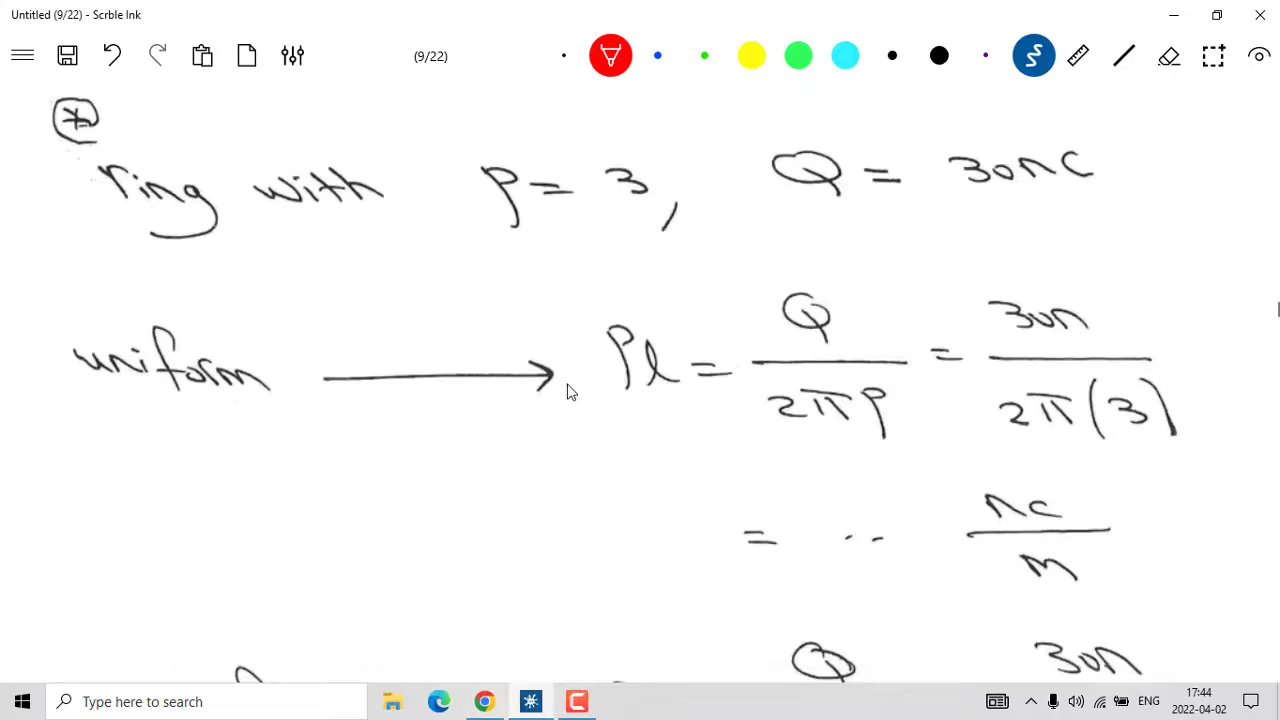 Untitled (9/22) - Scrble Ink
(9/22)
*
ring with ρ = 3, Q = 30nC
uniform → ρl = Q / 2πρ = 30n / 2π(3)
= .. nC / m
Q 30n
Type here to search
ENG
17:44
2022-04-02